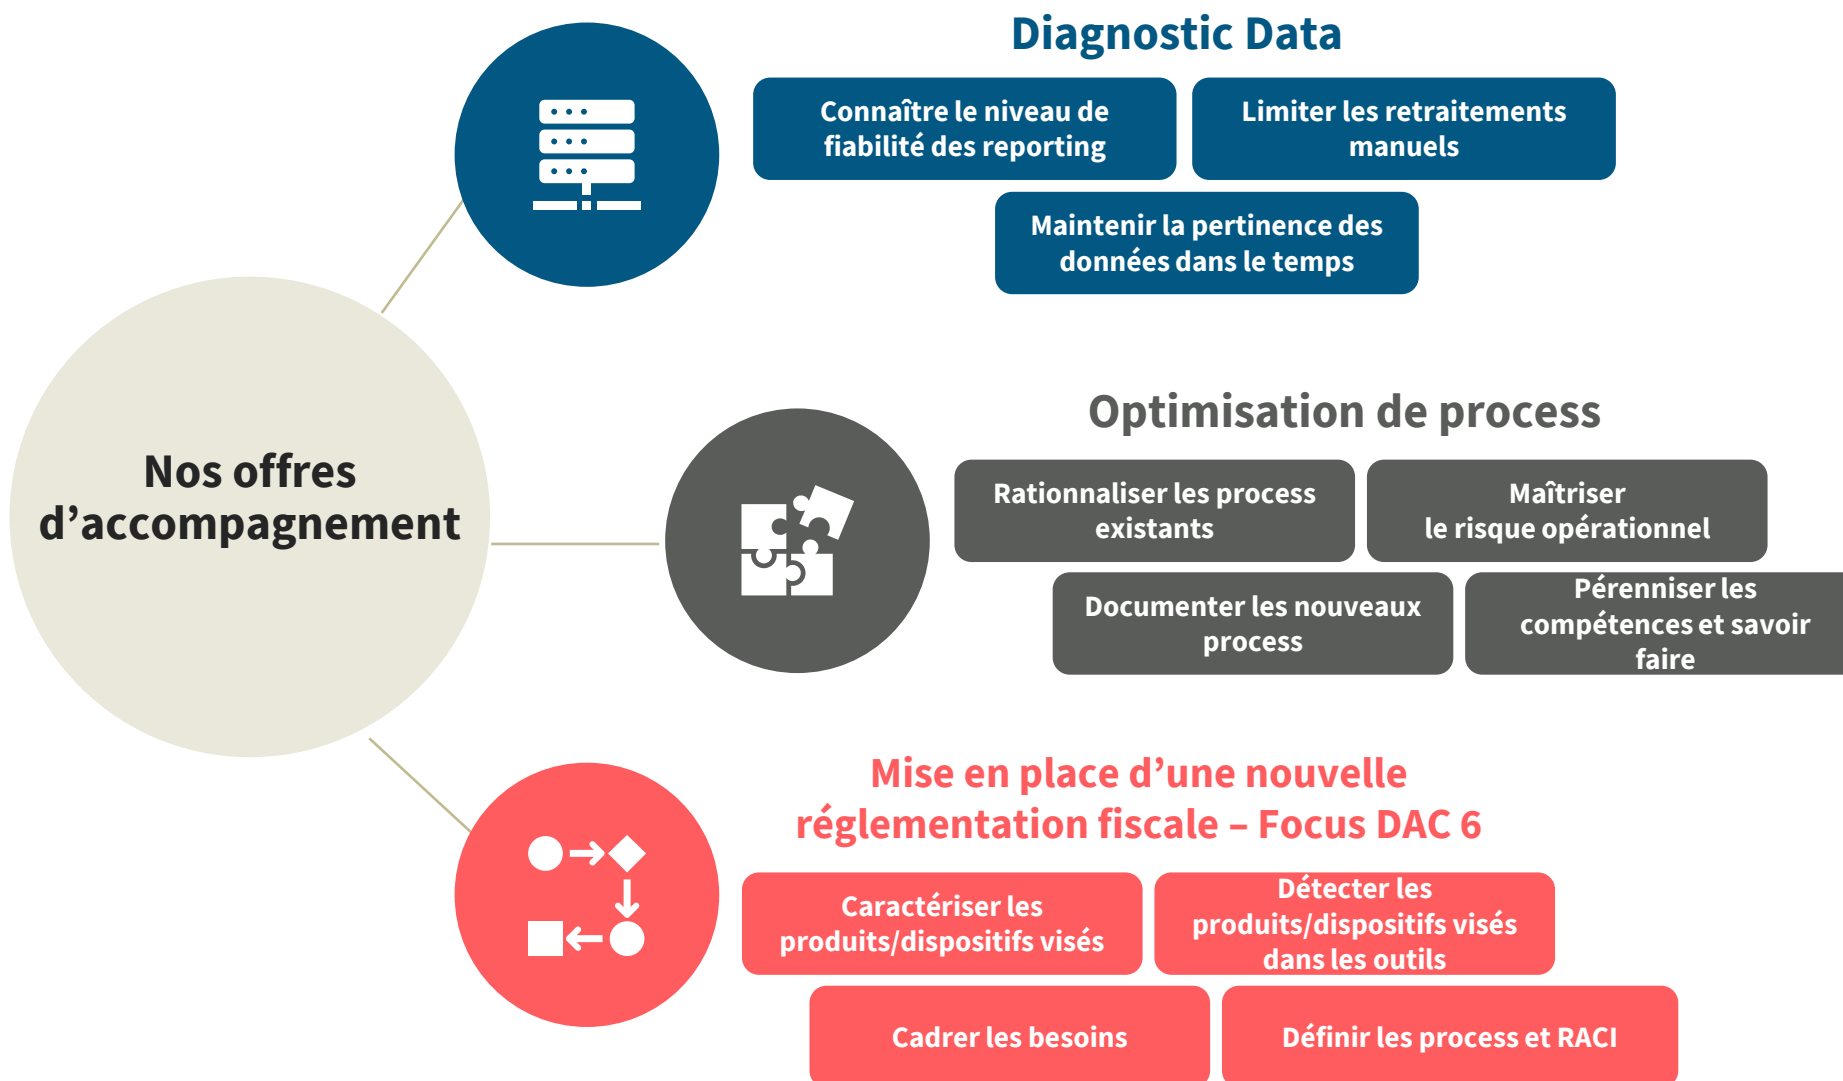 Diagnostic Data
Connaître le niveau de
fiabilité des reporting
Limiter les retraitements
manuels
Maintenir la pertinence des
données dans le temps
Nos offres
d’accompagnement
Optimisation de process
Rationnaliser les process
existants
Maîtriser
le risque opérationnel
Documenter les nouveaux
process
Pérenniser les
compétences et savoir
faire
Mise en place d’une nouvelle
réglementation fiscale – Focus DAC 6
Caractériser les
produits/dispositifs visés
Détecter les
produits/dispositifs visés
dans les outils
Cadrer les besoins
Définir les process et RACI